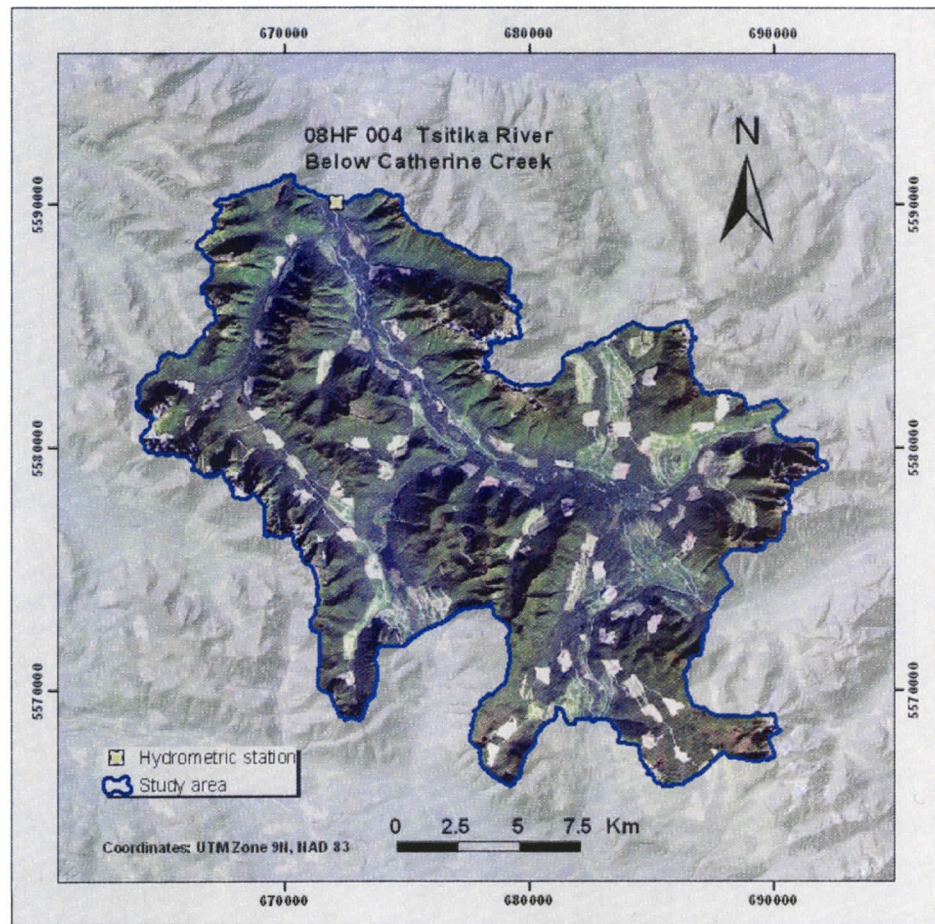 670000 680000 690000
08HF 004 Tsitika River
Below Catherine Creek
N
5590000 5590000
5580000 5580000
5570000 5570000
Hydrometric station
Study area
0 2.5 5 7.5 Km
Coordinates: UTM Zone 9N, NAD 83
670000 680000 690000